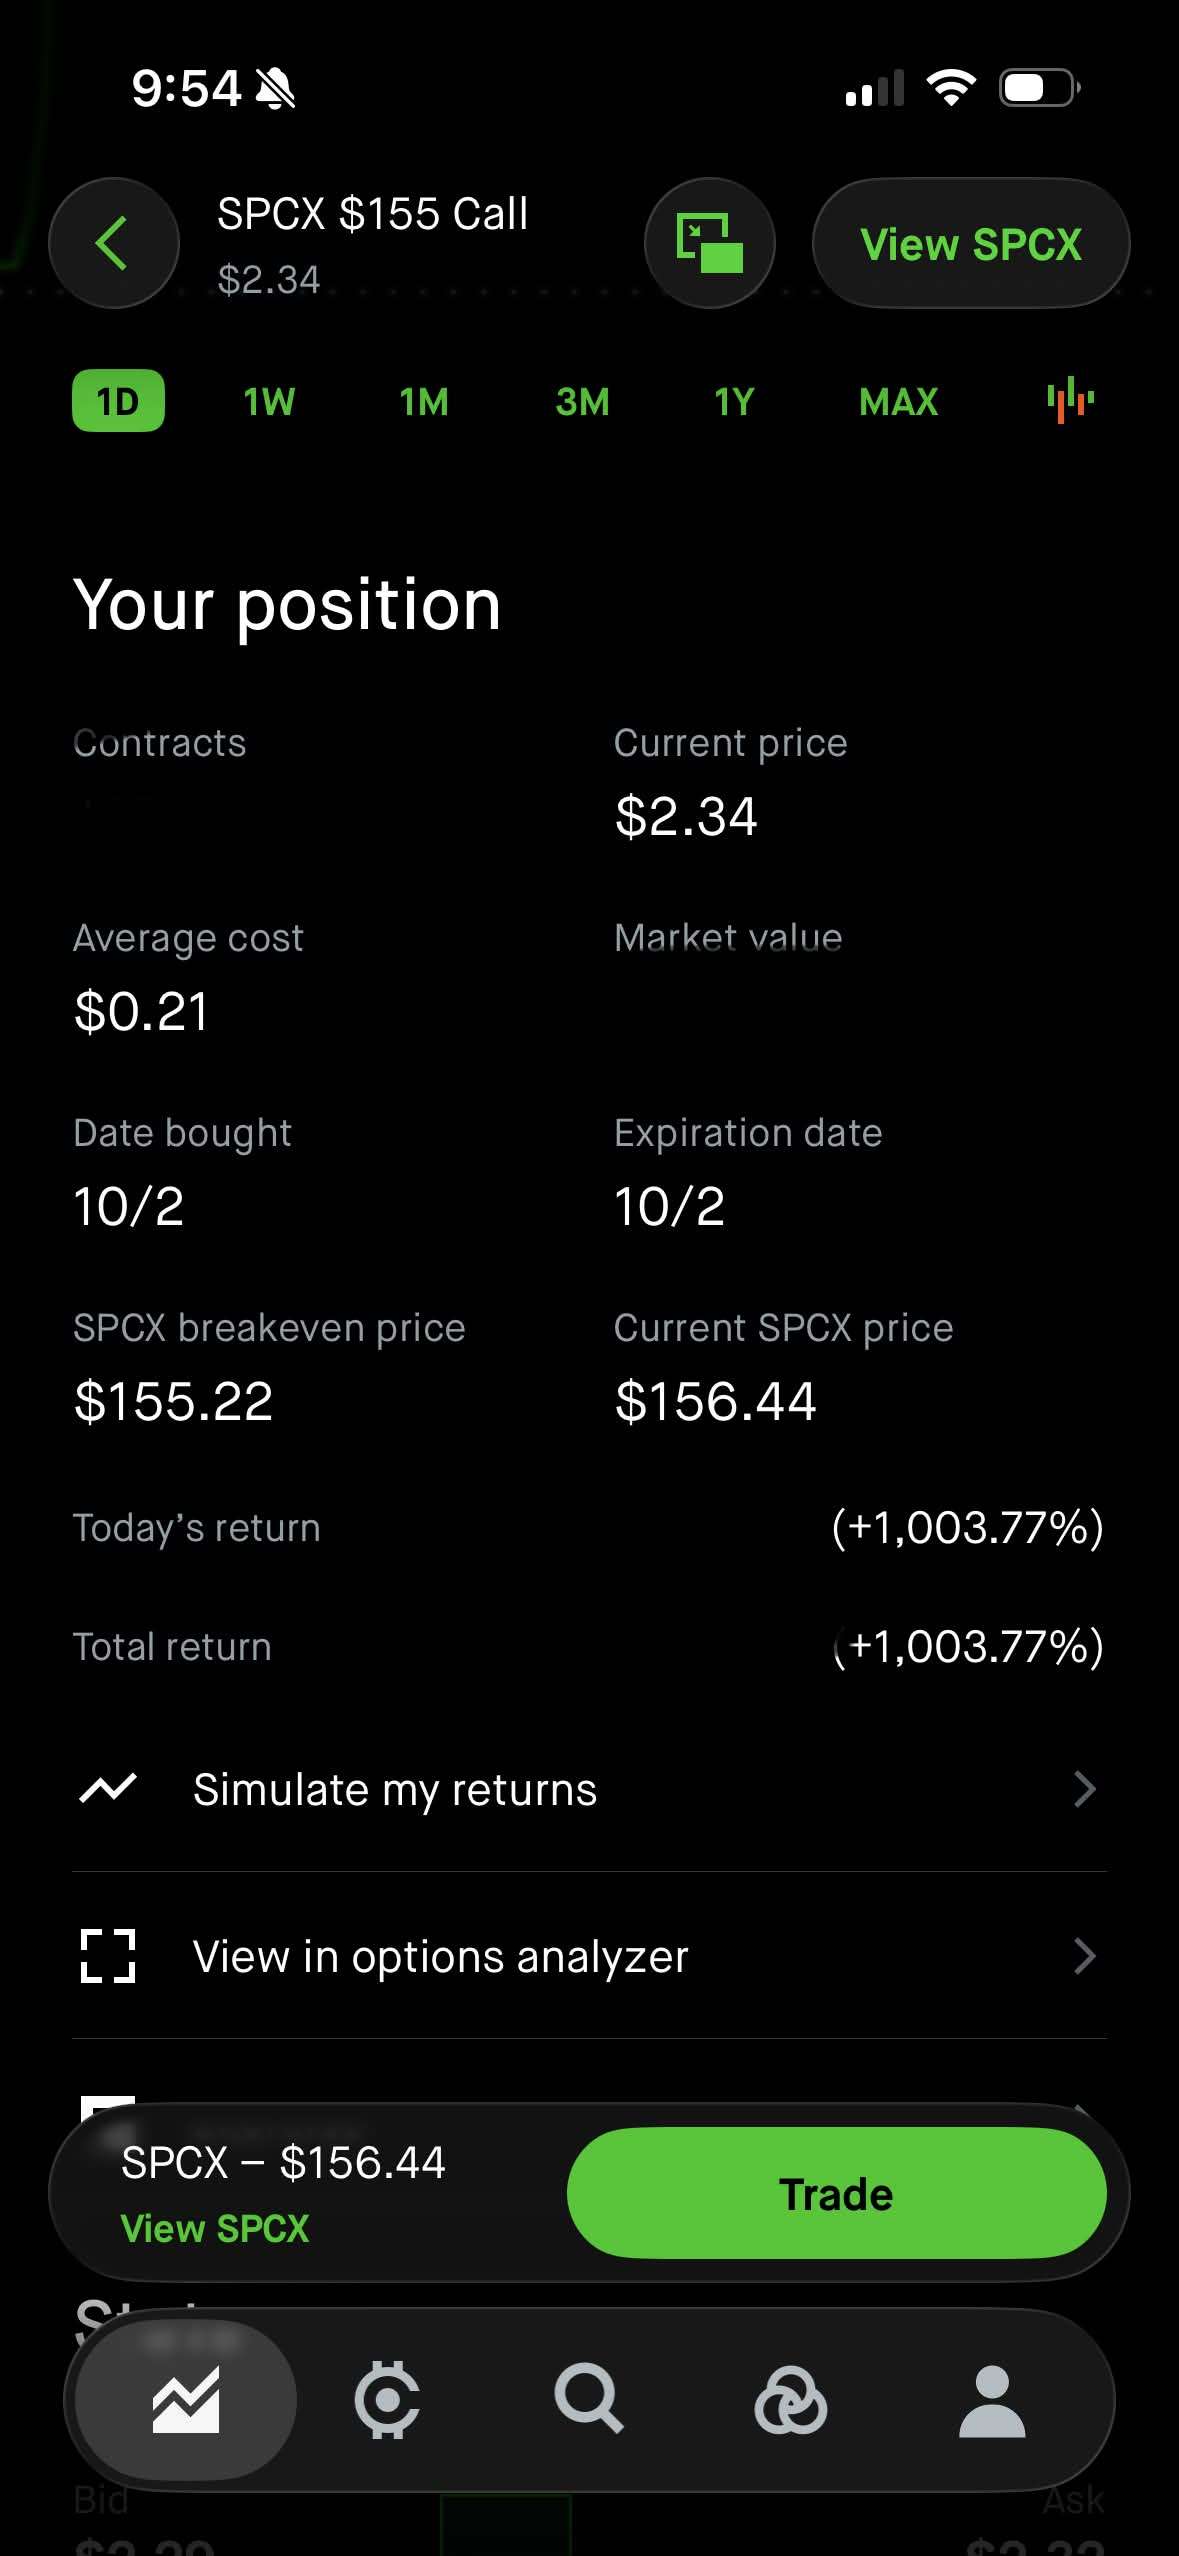 9:54
SPCX $155 Call
$2.34
View SPCX
1D 1W 1M 3M 1Y MAX
Your position
Contracts
Current price
$2.34
Average cost
$0.21
Market value
Date bought
10/2
Expiration date
10/2
SPCX breakeven price
$155.22
Current SPCX price
$156.44
Today's return (+1,003.77%)
Total return (+1,003.77%)
Simulate my returns
View in options analyzer
SPCX – $156.44
View SPCX
Trade
Bid
Ask